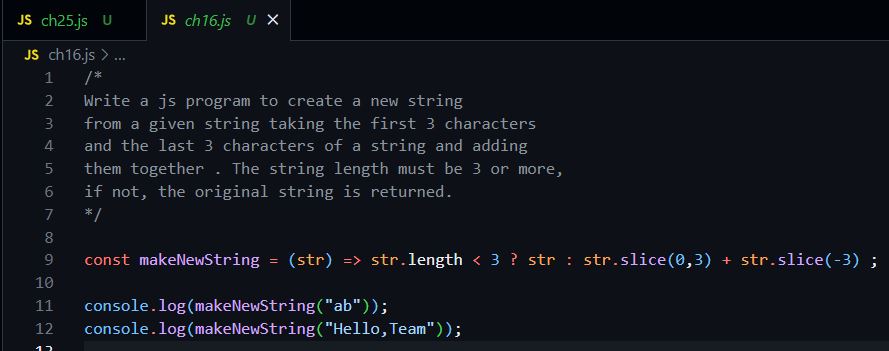 JS ch25.js U JS ch16.js U ×
JS ch16.js > ...
1 /*
2 Write a js program to create a new string
3 from a given string taking the first 3 characters
4 and the last 3 characters of a string and adding
5 them together . The string length must be 3 or more,
6 if not, the original string is returned.
7 */
8
9 const makeNewString = (str) => str.length < 3 ? str : str.slice(0,3) + str.slice(-3) ;
10
11 console.log(makeNewString("ab"));
12 console.log(makeNewString("Hello,Team"));
13